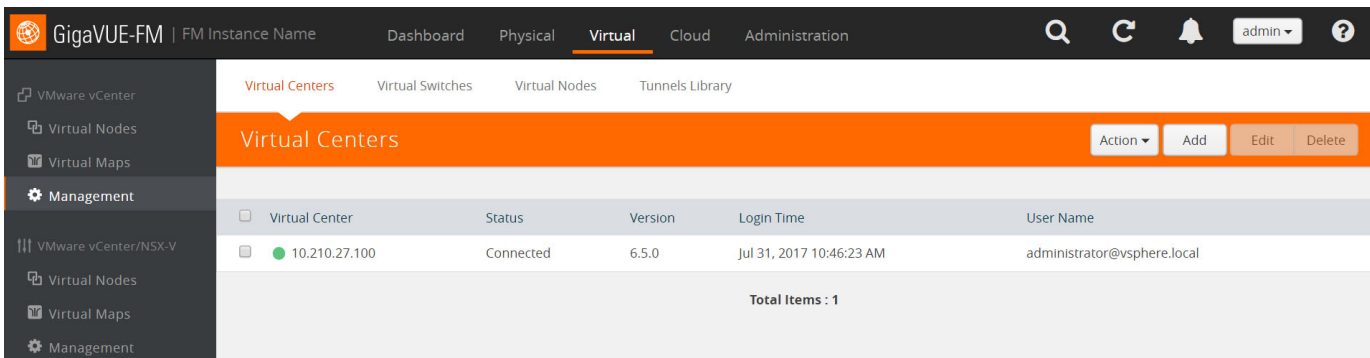 GigaVUE-FM | FM Instance Name Dashboard Physical Virtual Cloud Administration admin
VMware vCenter
Virtual Nodes
Virtual Maps
Management
VMware vCenter/NSX-V
Virtual Nodes
Virtual Maps
Management
Virtual Centers Virtual Switches Virtual Nodes Tunnels Library
Virtual Centers Action Add Edit Delete
Virtual Center Status Version Login Time User Name
10.210.27.100 Connected 6.5.0 Jul 31, 2017 10:46:23 AM administrator@vsphere.local
Total Items : 1